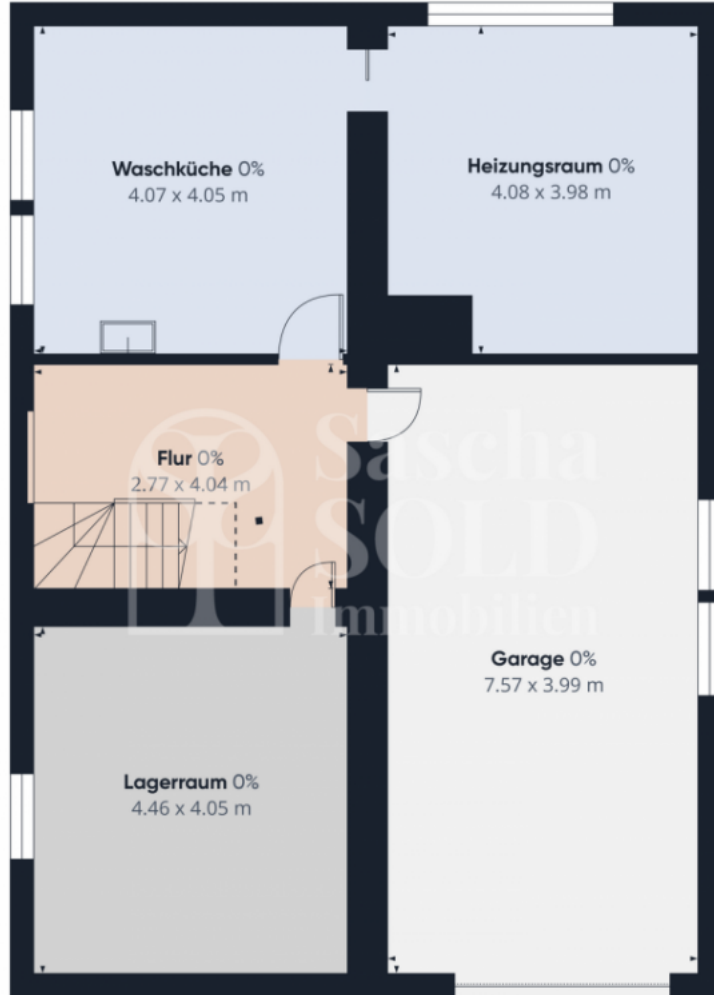 Waschküche 0%
4.07 x 4.05 m
Heizungsraum 0%
4.08 x 3.98 m
Flur 0%
2.77 x 4.04 m
Sascha
SOLD
Immobilien
Garage 0%
7.57 x 3.99 m
Lagerraum 0%
4.46 x 4.05 m